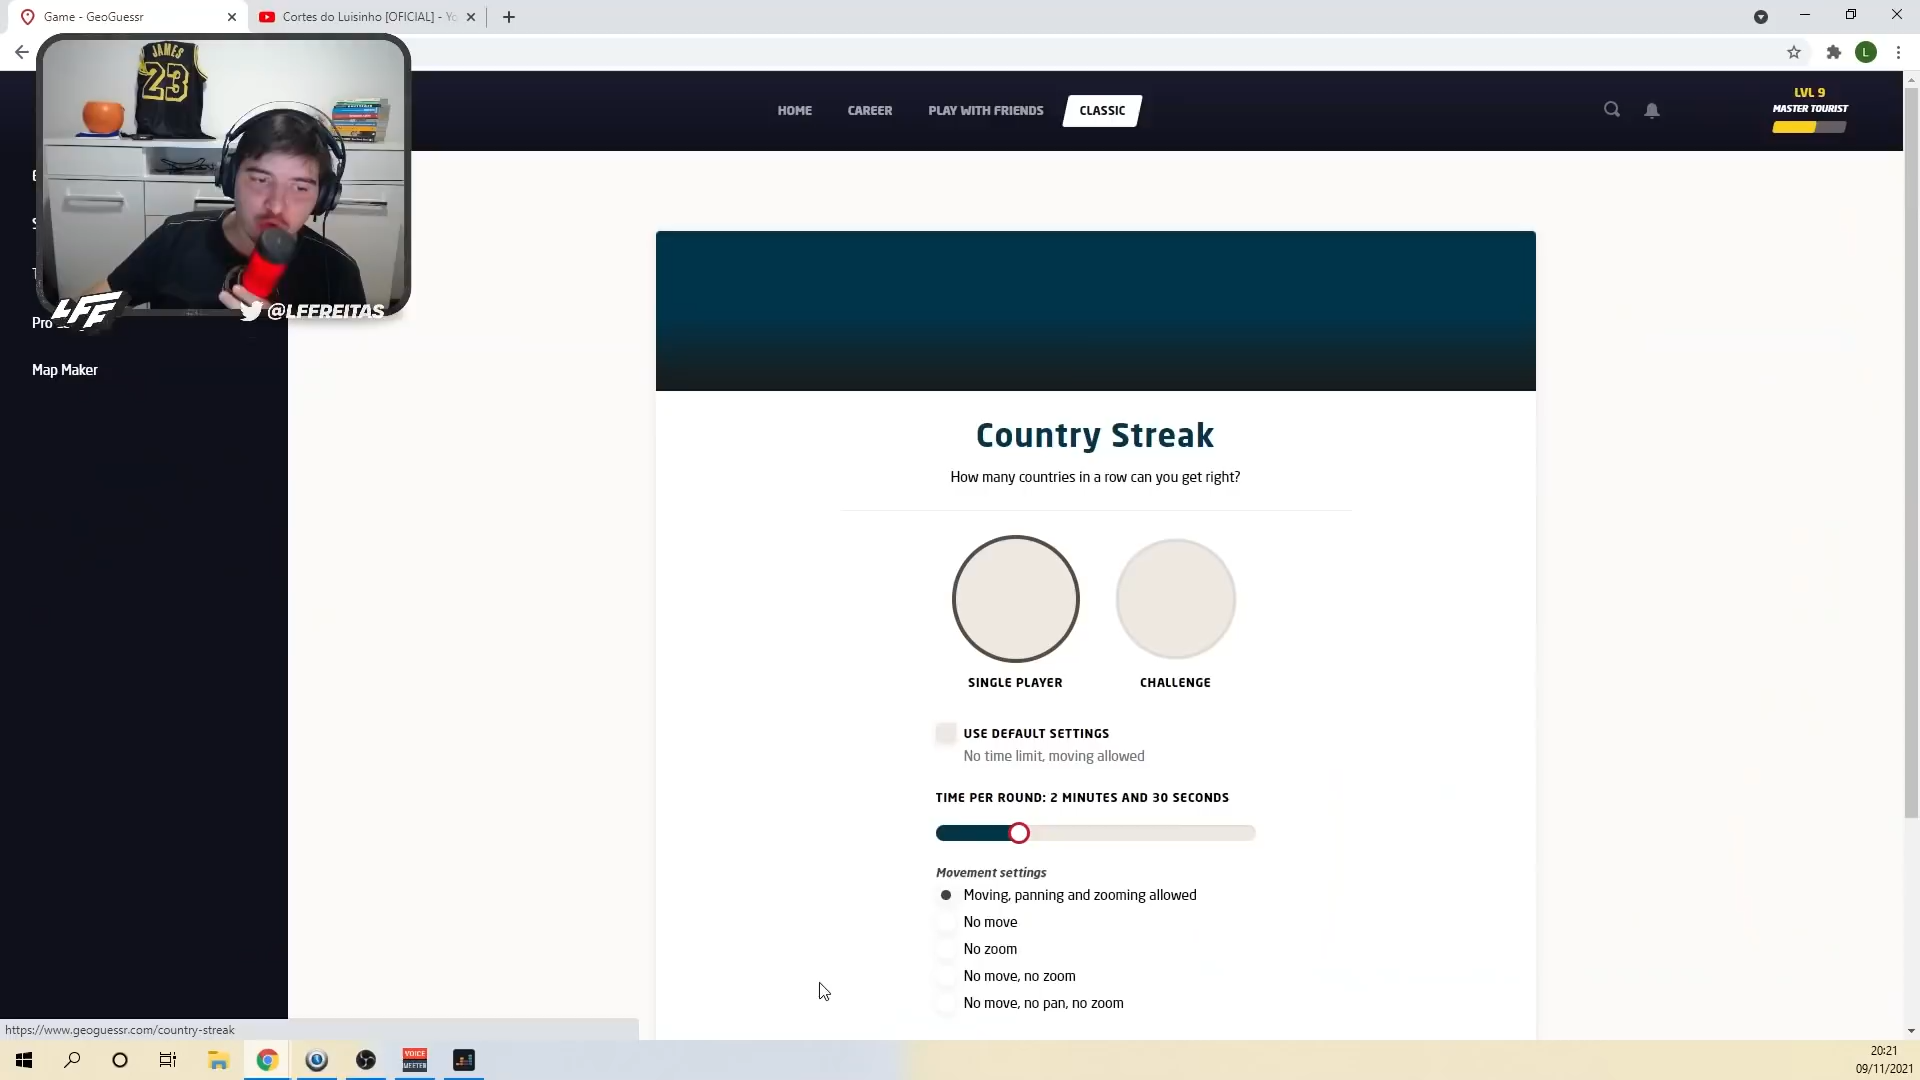 Game - GeoGuessr
Cortes do Luisinho [OFICIAL] - Yo
L
JAMES
23
HOME
CAREER
PLAY WITH FRIENDS
CLASSIC
LVL 9
MASTER TOURIST
LFF
@LFFREITAS
Pro
Map Maker
Country Streak
How many countries in a row can you get right?
SINGLE PLAYER
CHALLENGE
USE DEFAULT SETTINGS
No time limit, moving allowed
TIME PER ROUND: 2 MINUTES AND 30 SECONDS
Movement settings
Moving, panning and zooming allowed
No move
No zoom
No move, no zoom
No move, no pan, no zoom
https://www.geoguessr.com/country-streak
VOICE
MEETER
20:21
09/11/2021